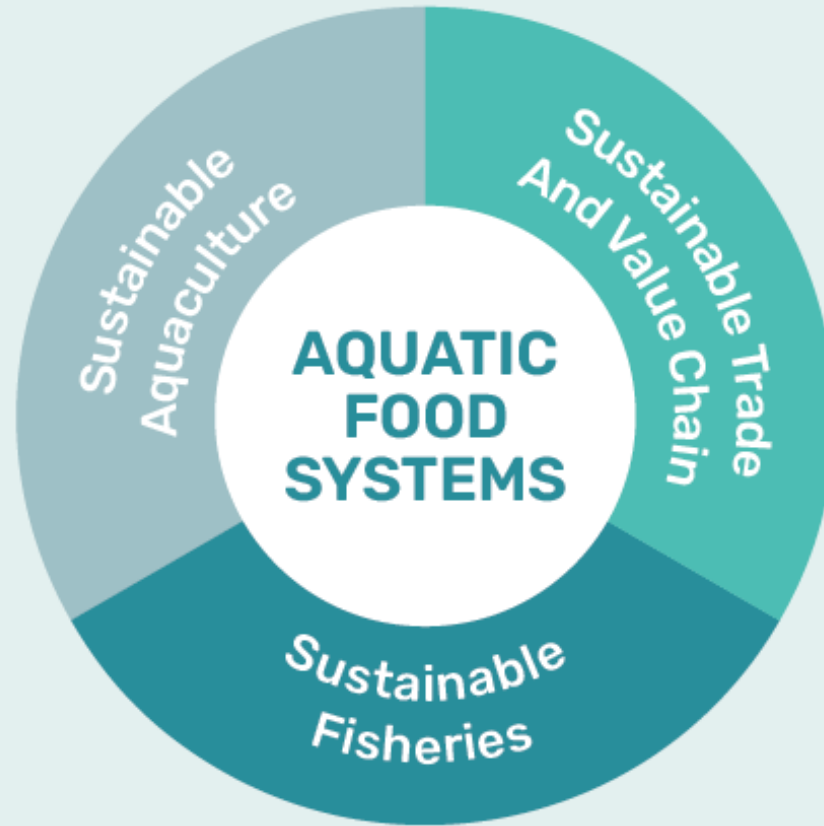 Sustainable
Aquaculture
Sustainable Trade
And Value Chain
AQUATIC
FOOD
SYSTEMS
Sustainable
Fisheries